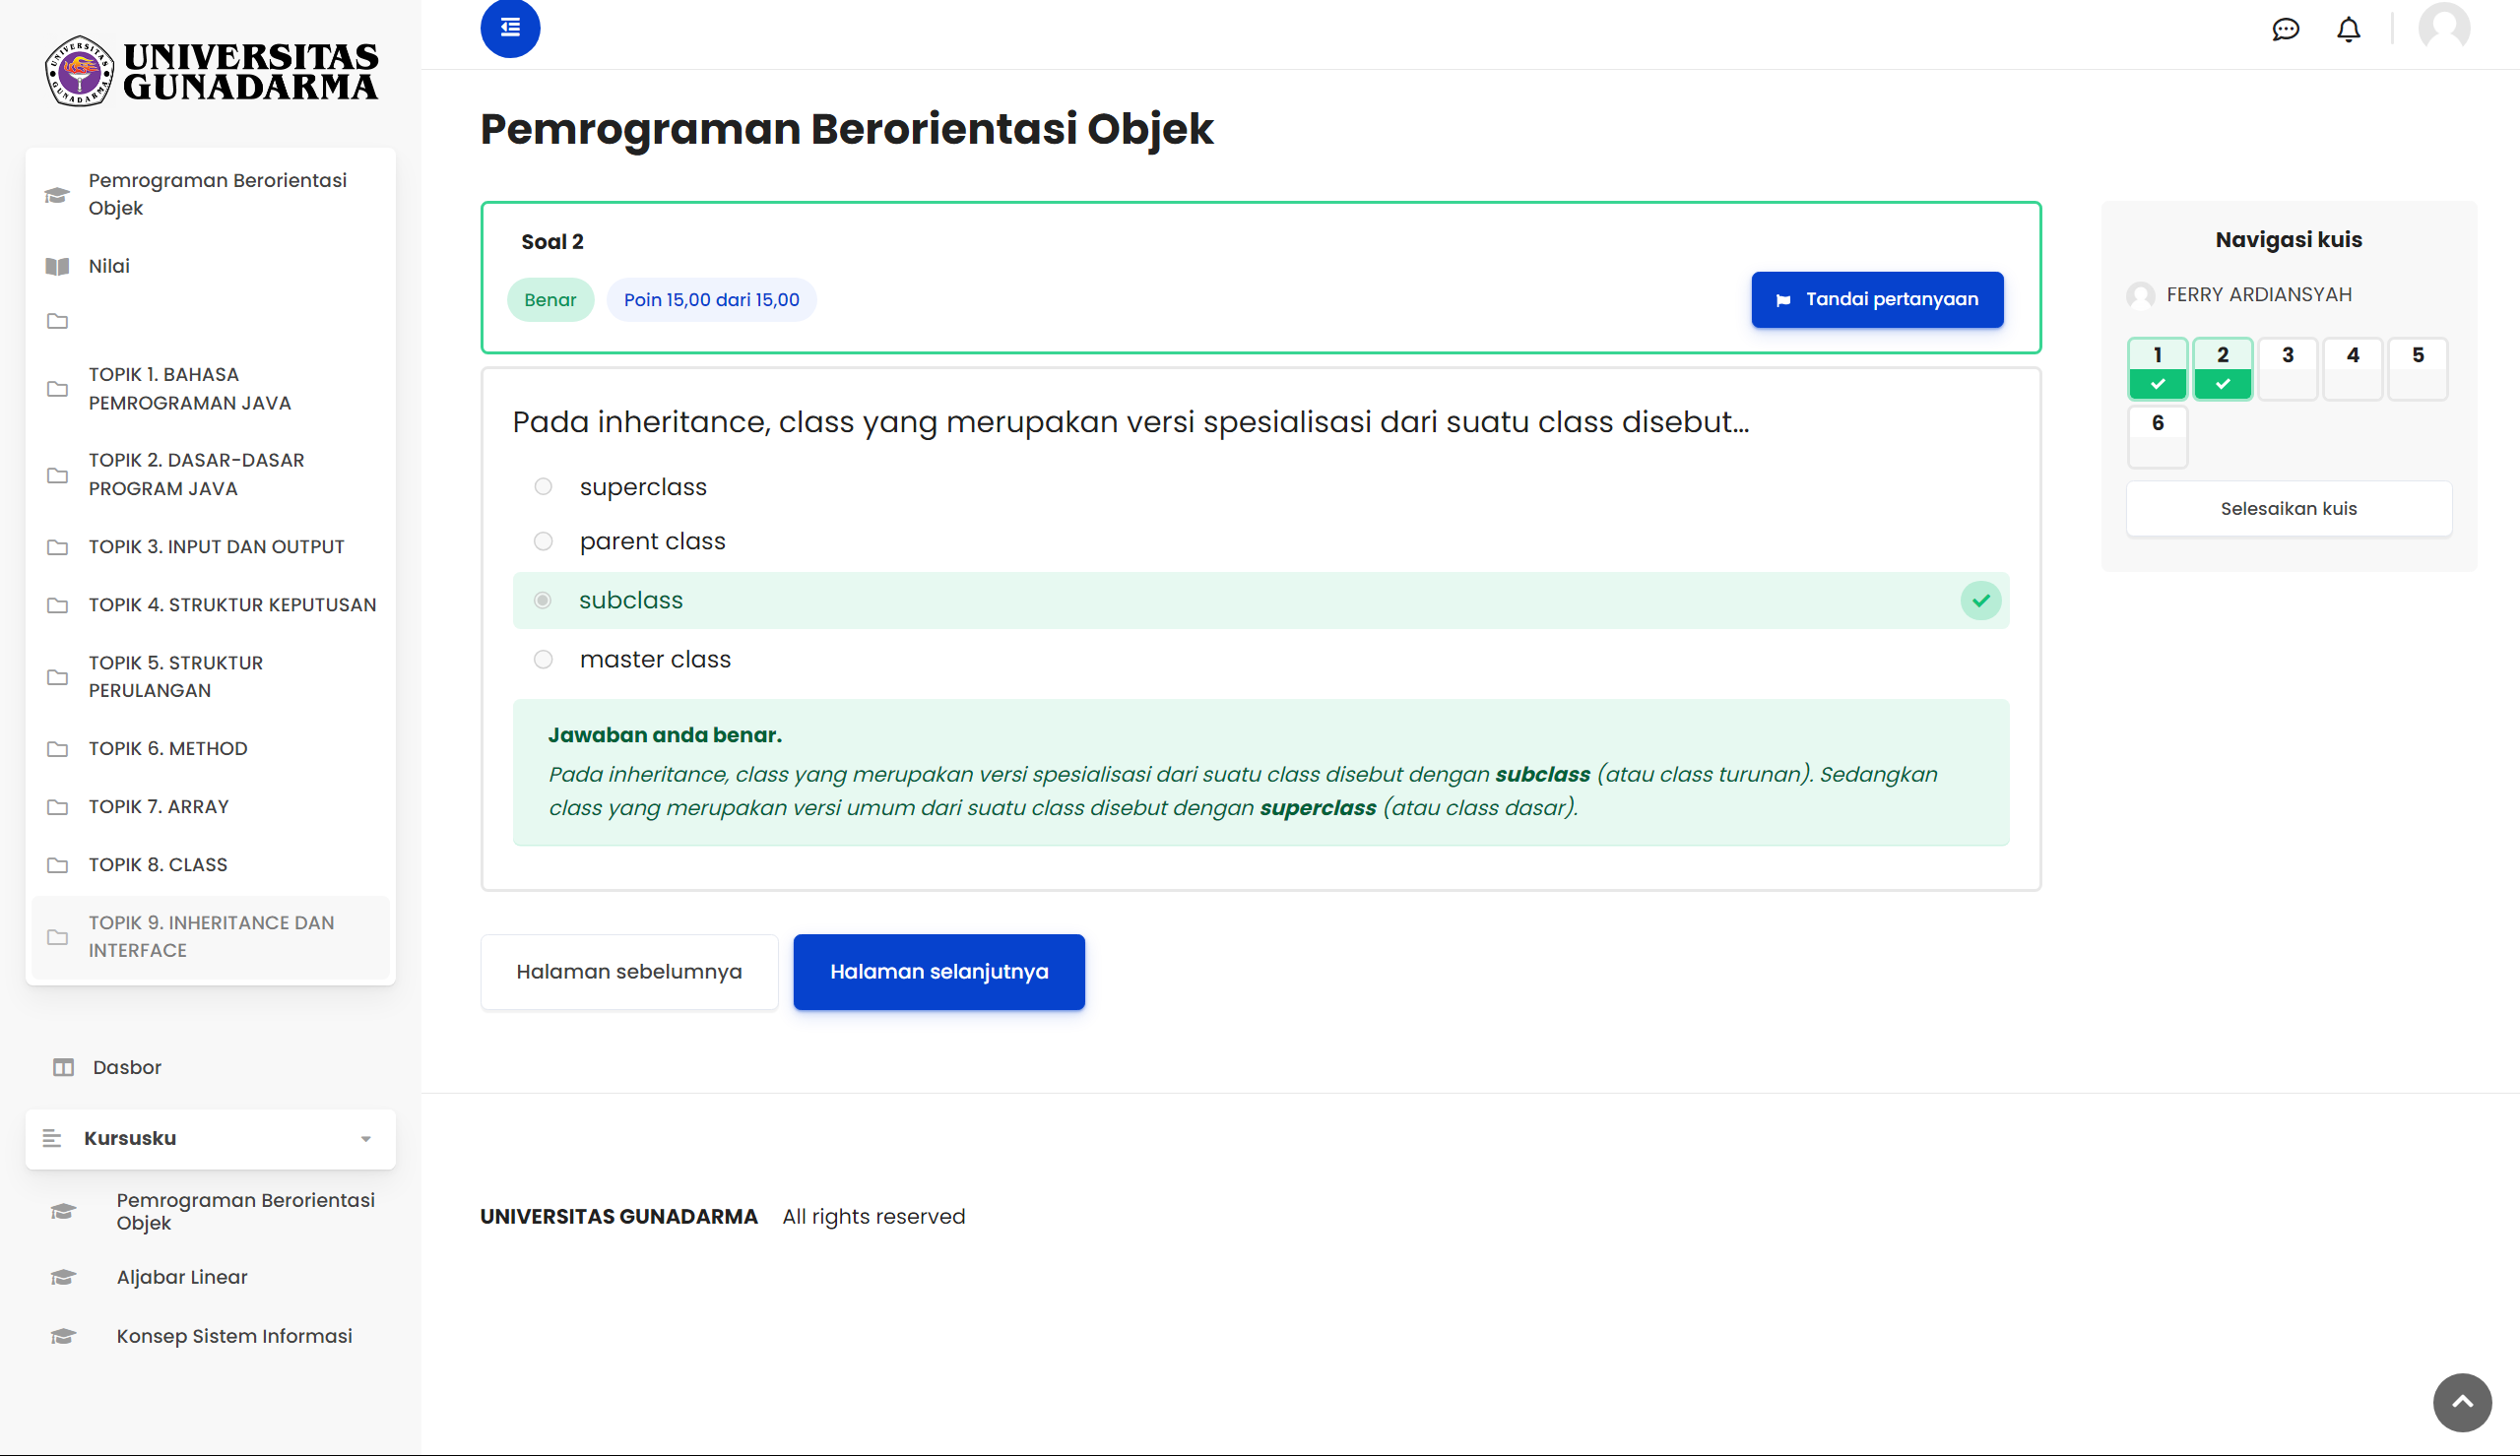 UNIVERSITAS
GUNADARMA
Pemrograman Berorientasi
Objek
Nilai
TOPIK 1. BAHASA
PEMROGRAMAN JAVA
TOPIK 2. DASAR-DASAR
PROGRAM JAVA
TOPIK 3. INPUT DAN OUTPUT
TOPIK 4. STRUKTUR KEPUTUSAN
TOPIK 5. STRUKTUR
PERULANGAN
TOPIK 6. METHOD
TOPIK 7. ARRAY
TOPIK 8. CLASS
TOPIK 9. INHERITANCE DAN
INTERFACE
Dasbor
Kursusku
Pemrograman Berorientasi
Objek
Aljabar Linear
Konsep Sistem Informasi
Pemrograman Berorientasi Objek
Soal 2
Benar
Poin 15,00 dari 15,00
Tandai pertanyaan
Pada inheritance, class yang merupakan versi spesialisasi dari suatu class disebut...
superclass
parent class
subclass
master class
Jawaban anda benar.
Pada inheritance, class yang merupakan versi spesialisasi dari suatu class disebut dengan subclass (atau class turunan). Sedangkan
class yang merupakan versi umum dari suatu class disebut dengan superclass (atau class dasar).
Halaman sebelumnya
Halaman selanjutnya
Navigasi kuis
FERRY ARDIANSYAH
1 2 3 4 5
6
Selesaikan kuis
UNIVERSITAS GUNADARMA All rights reserved